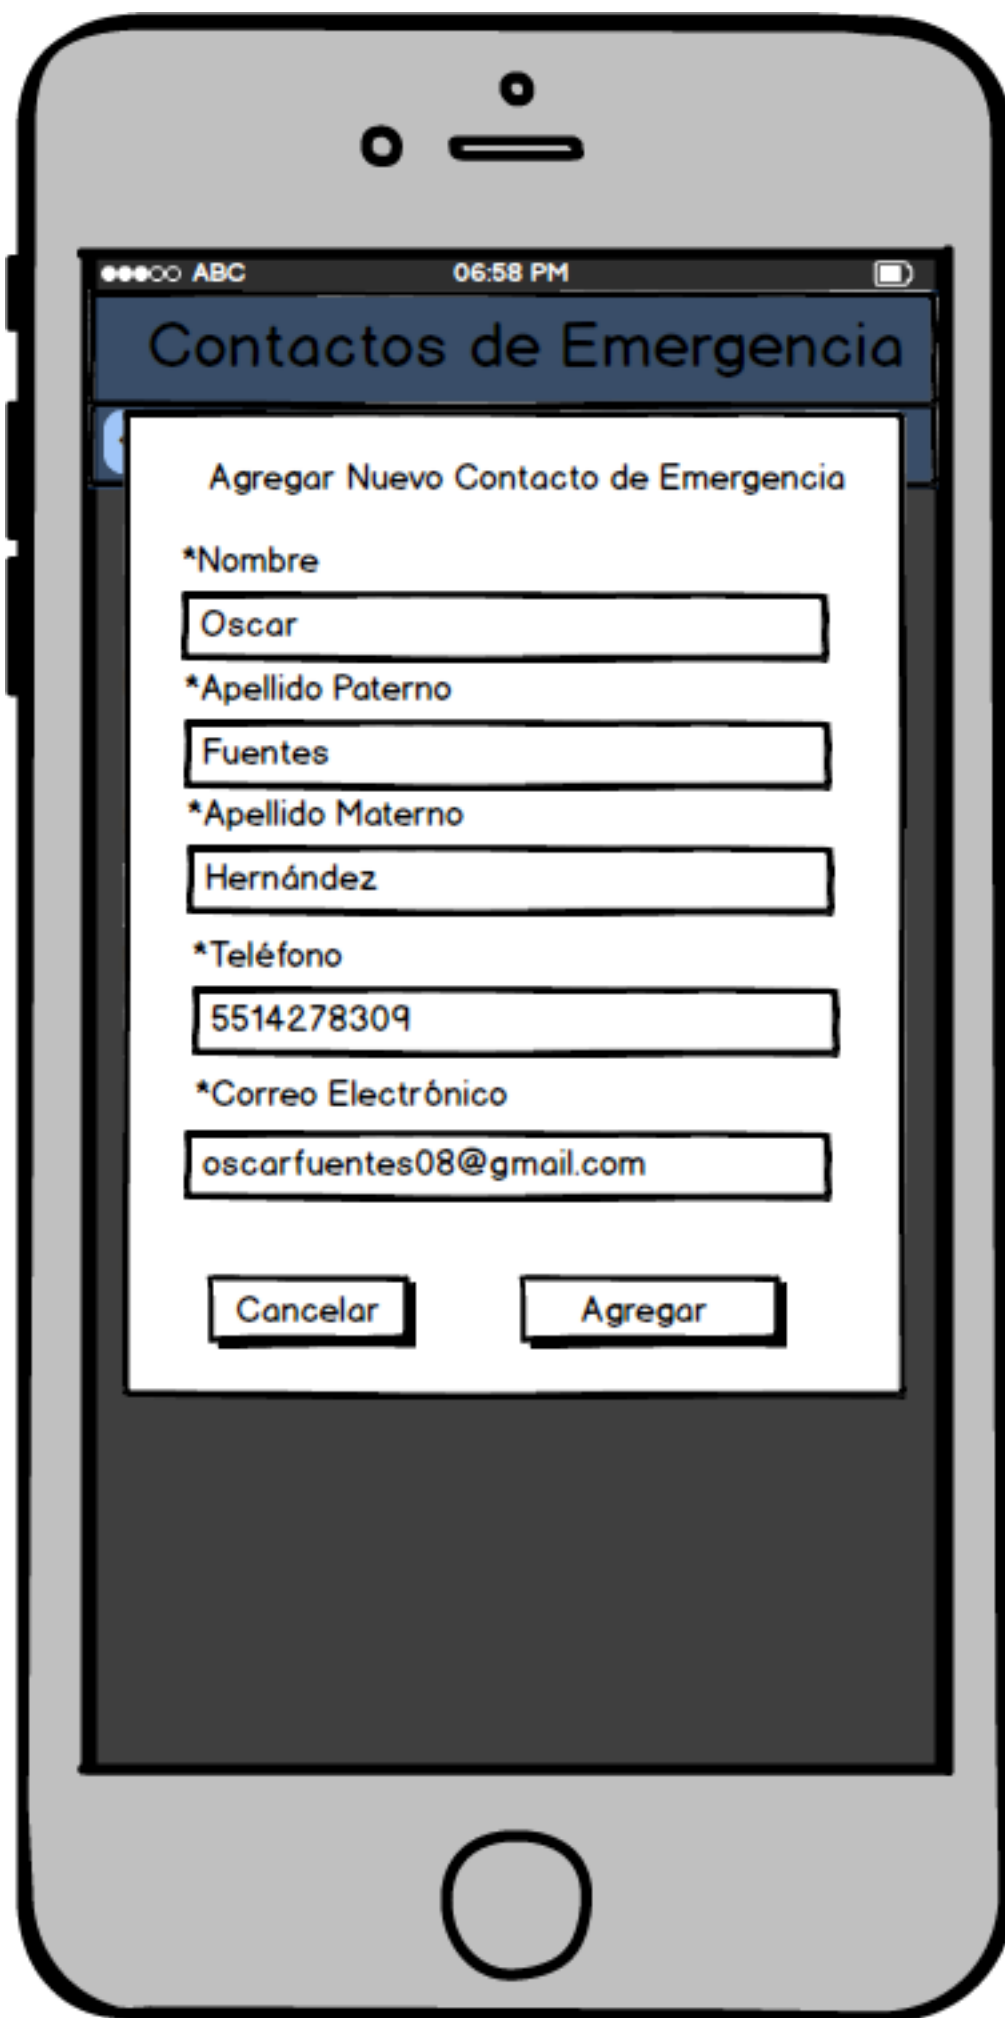 ABC 06:58 PM
Contactos de Emergencia
Agregar Nuevo Contacto de Emergencia
*Nombre
Oscar
*Apellido Paterno
Fuentes
*Apellido Materno
Hernández
*Teléfono
5514278309
*Correo Electrónico
oscarfuentes08@gmail.com
Cancelar Agregar